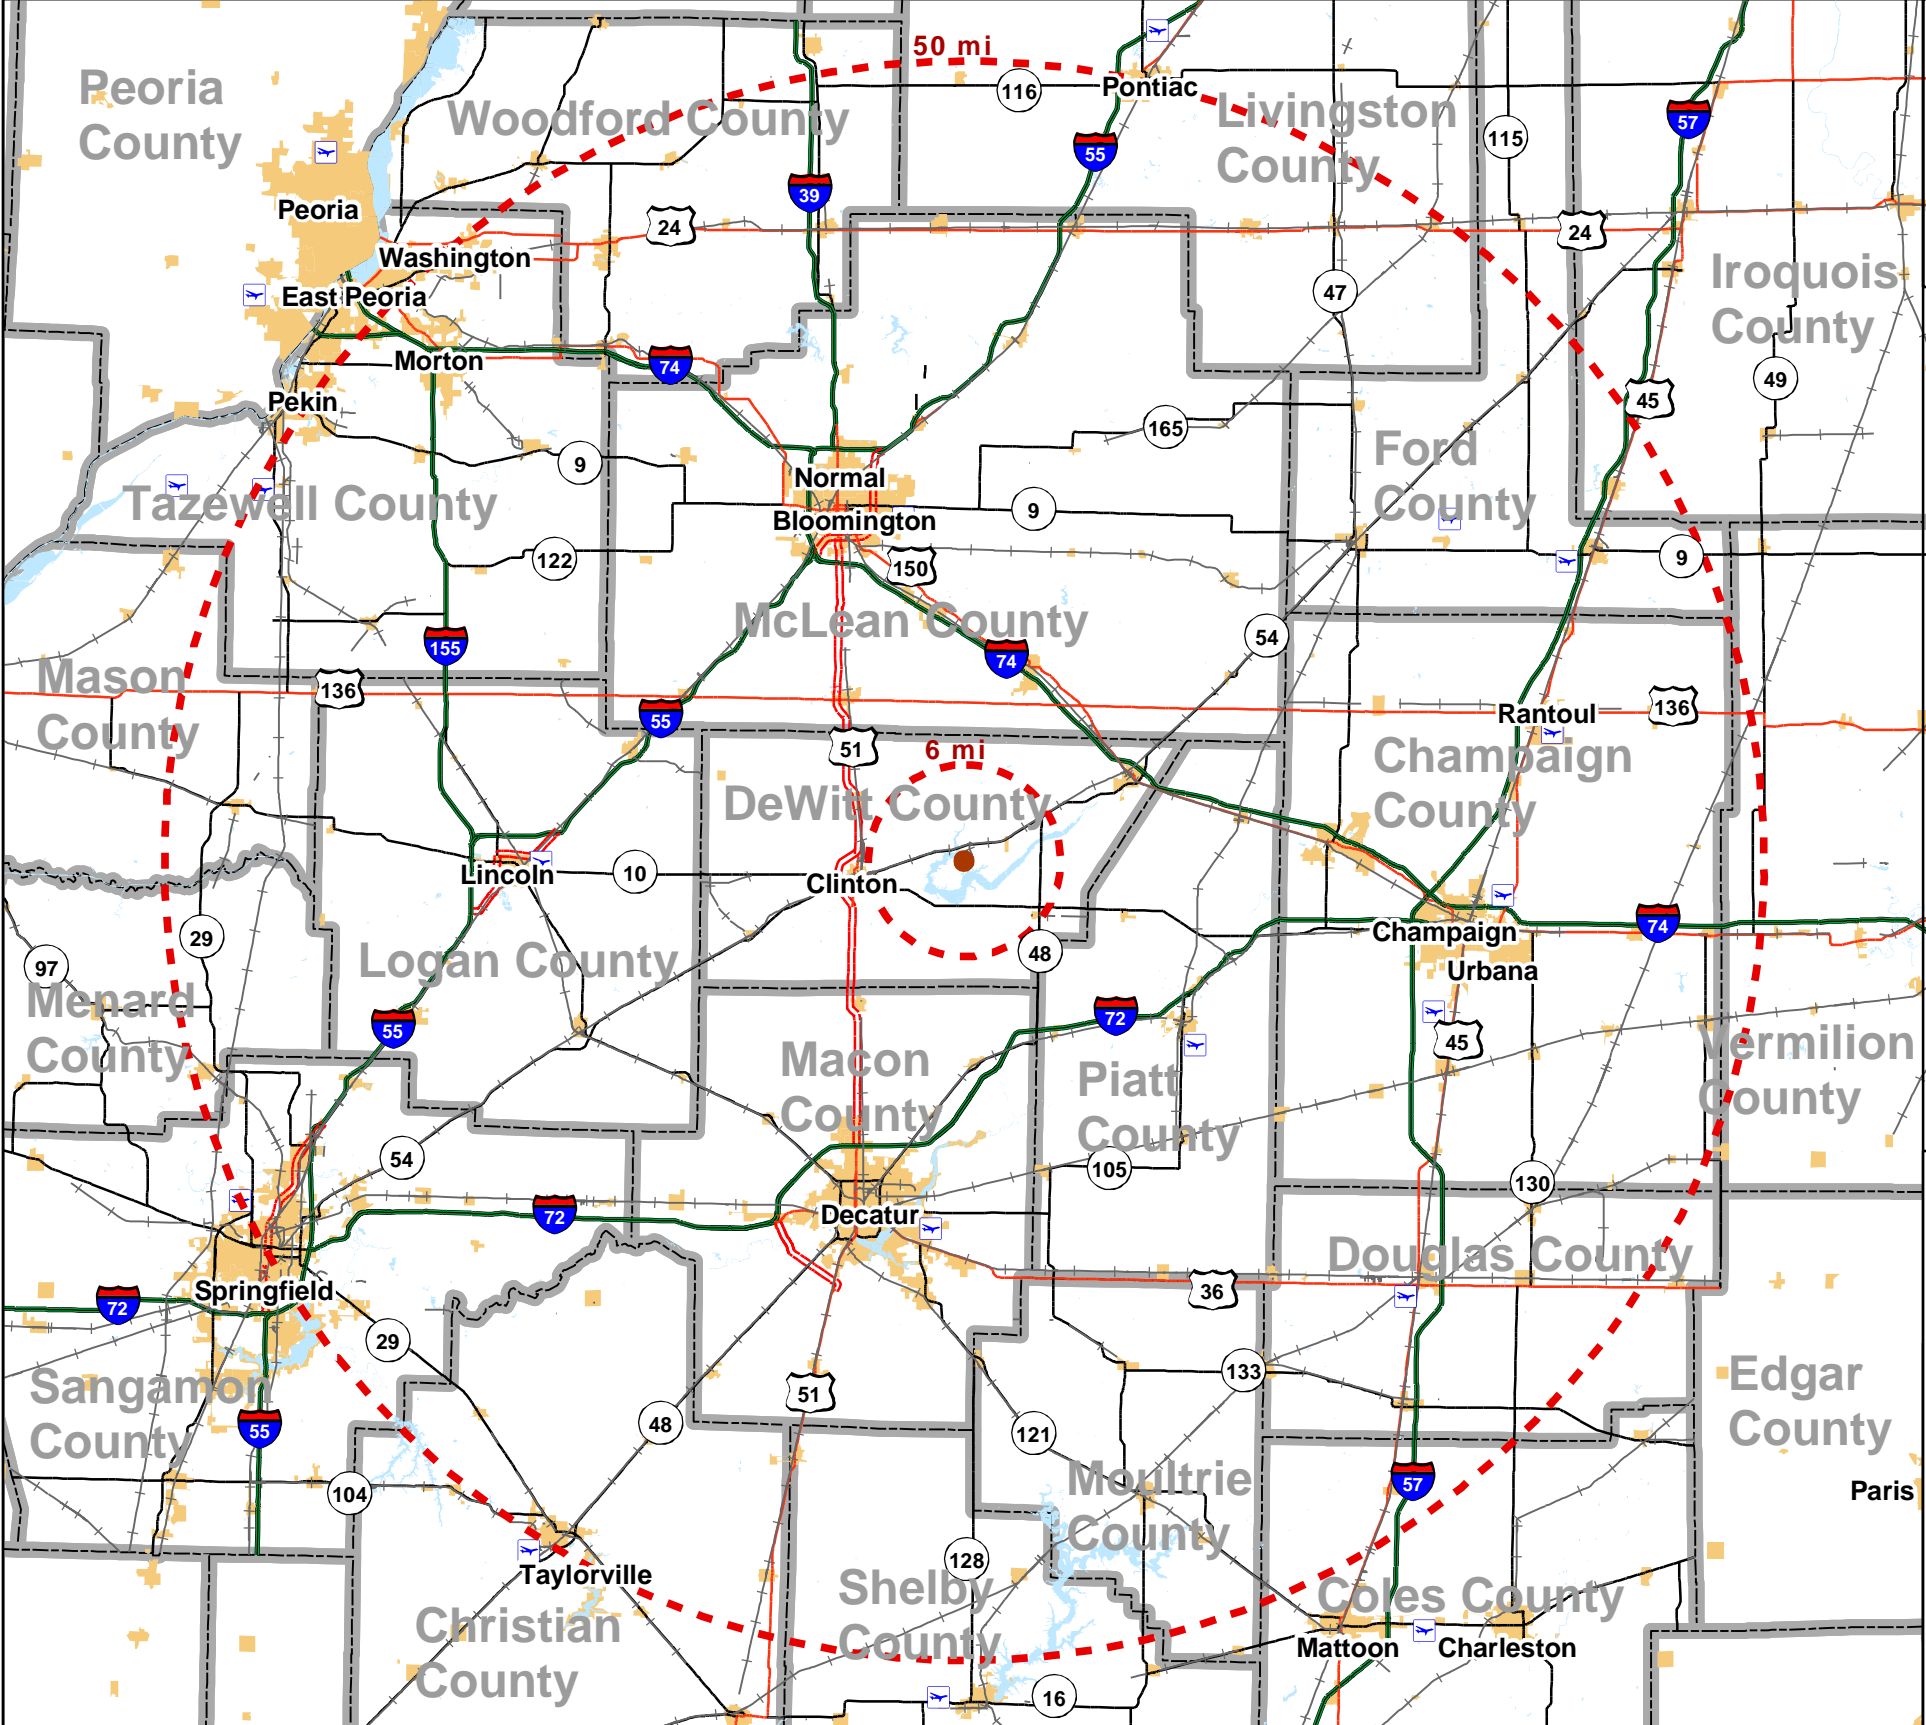 50 mi
Peoria
County
Woodford County
116
Pontiac
Livingston
County
115
57
55
39
Peoria
24
24
Washington
East Peoria
Iroquois
County
47
Morton
74
49
45
Pekin
165
Ford
County
9
Normal
Tazewell County
9
Bloomington
122
150
9
McLean County
54
155
74
Mason
County
136
55
Rantoul
136
51
6 mi
Champaign
County
DeWitt County
Lincoln
10
Clinton
29
Champaign
74
48
97
Logan County
Urbana
Menard
County
55
72
45
Vermilion
County
Macon
County
Piatt
County
54
105
130
72
Decatur
Douglas County
Springfield
72
36
29
133
Sangamon
County
51
Edgar
County
55
48
121
104
Moultrie
County
57
Paris
128
Taylorville
Shelby
County
Coles County
Christian
County
Mattoon
Charleston
16